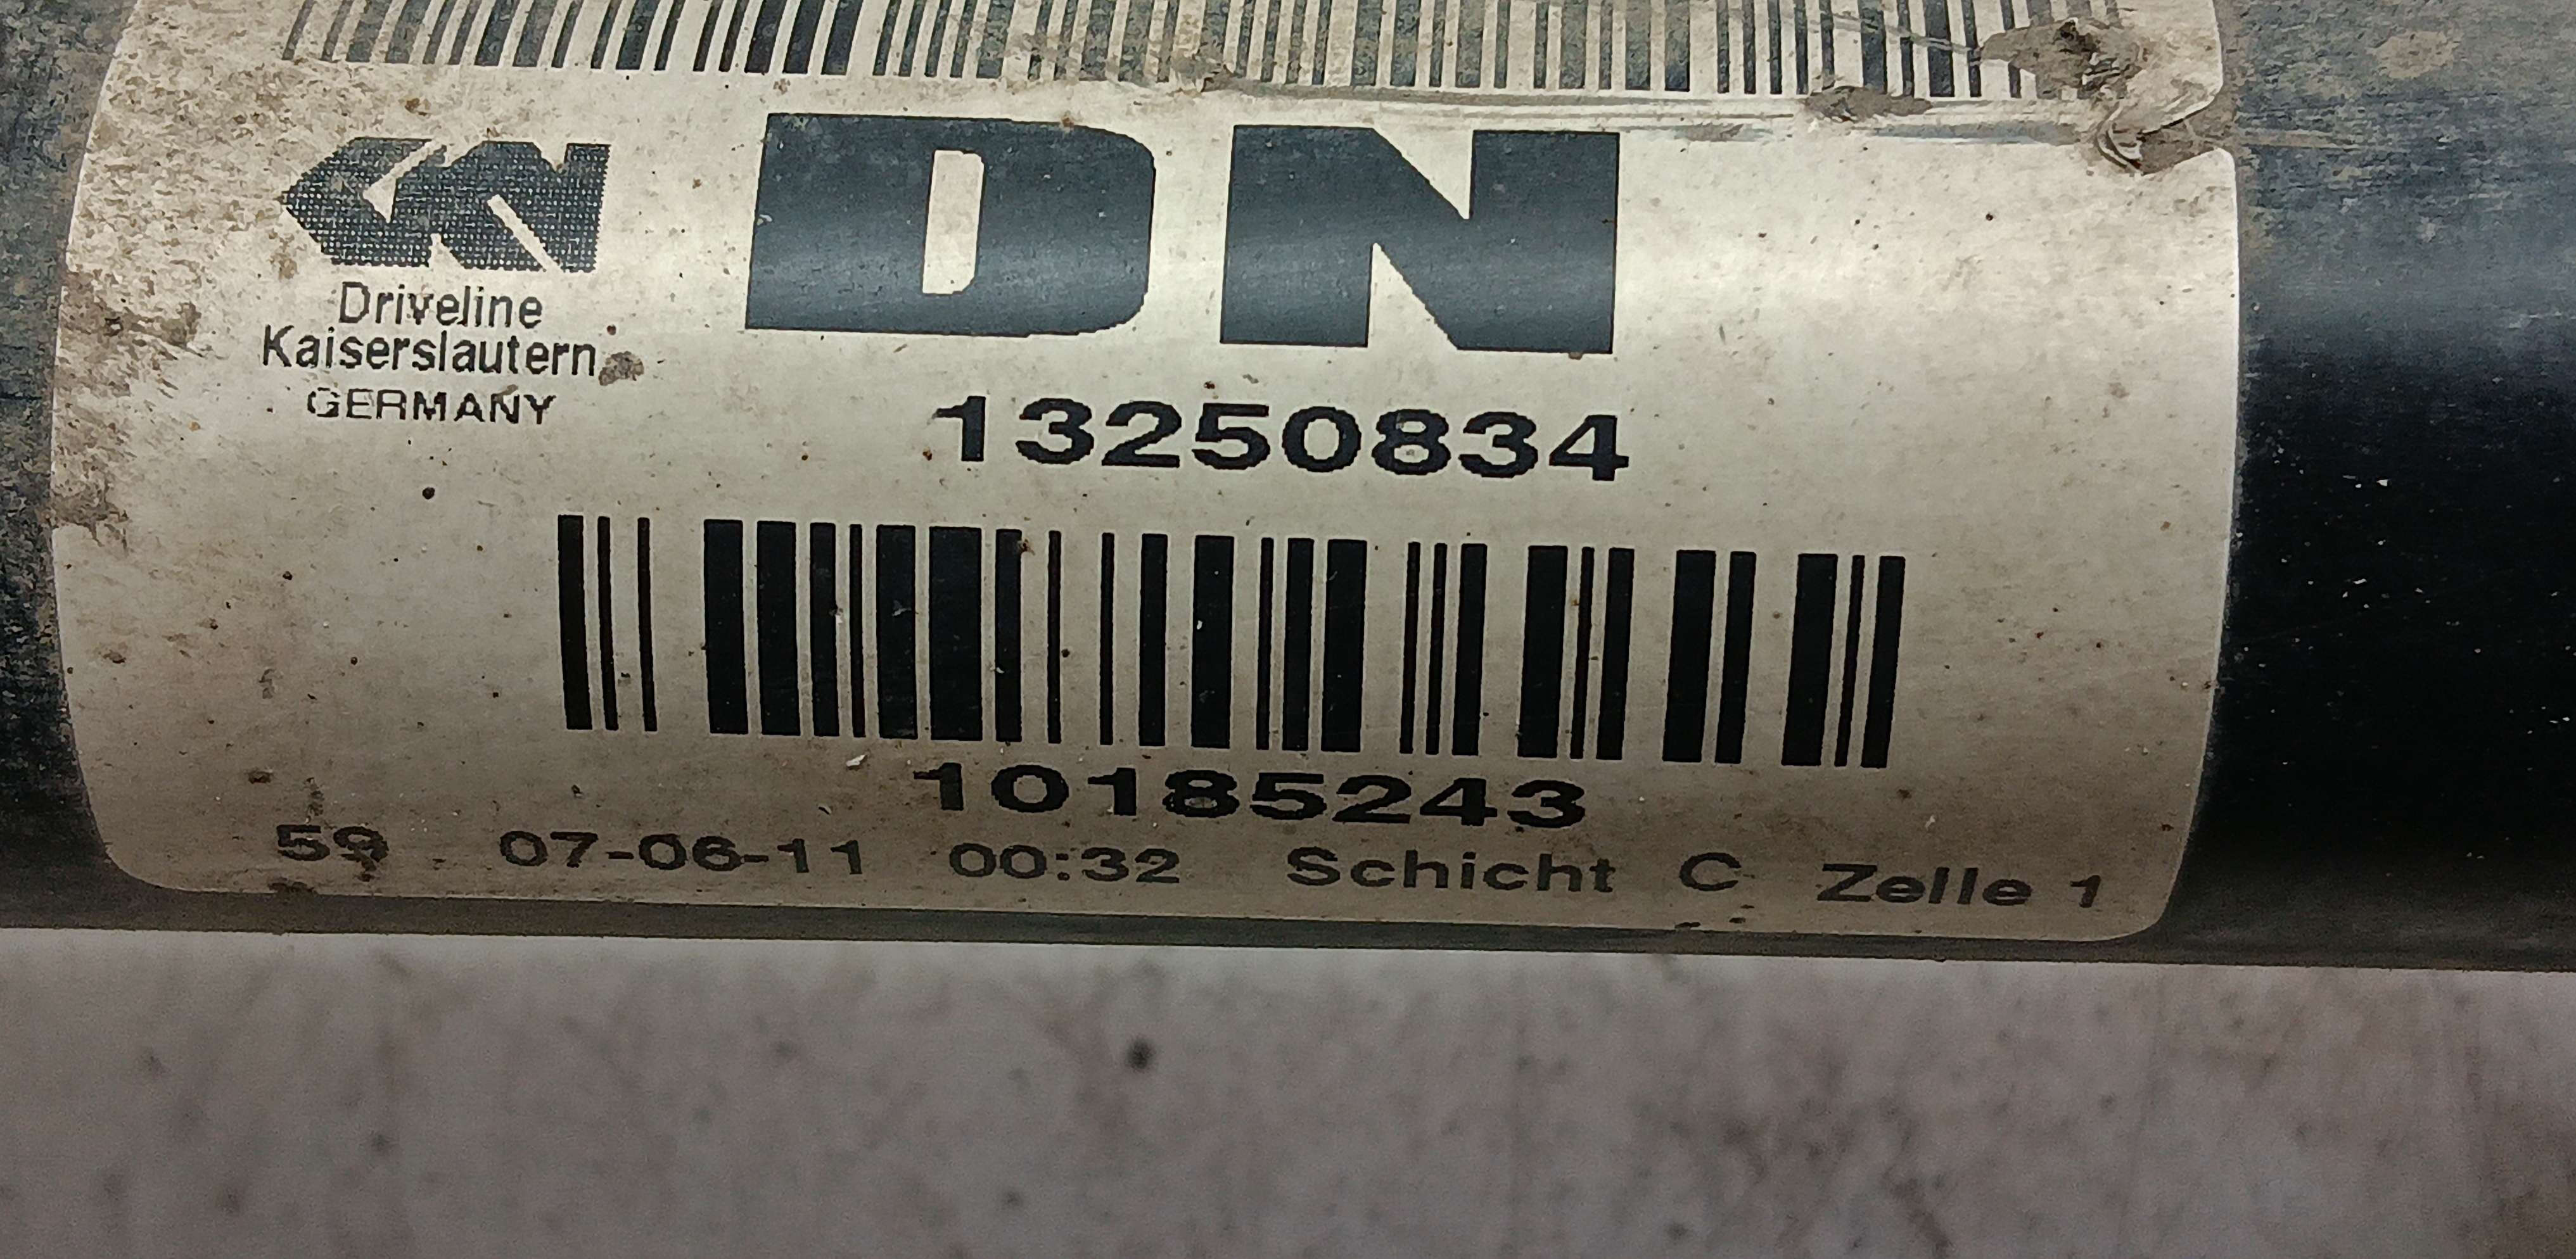 DN
Driveline
Kaiserslautern
GERMANY
13250834
10185243
59 07-06-11 00:32 Schicht C Zelle 1